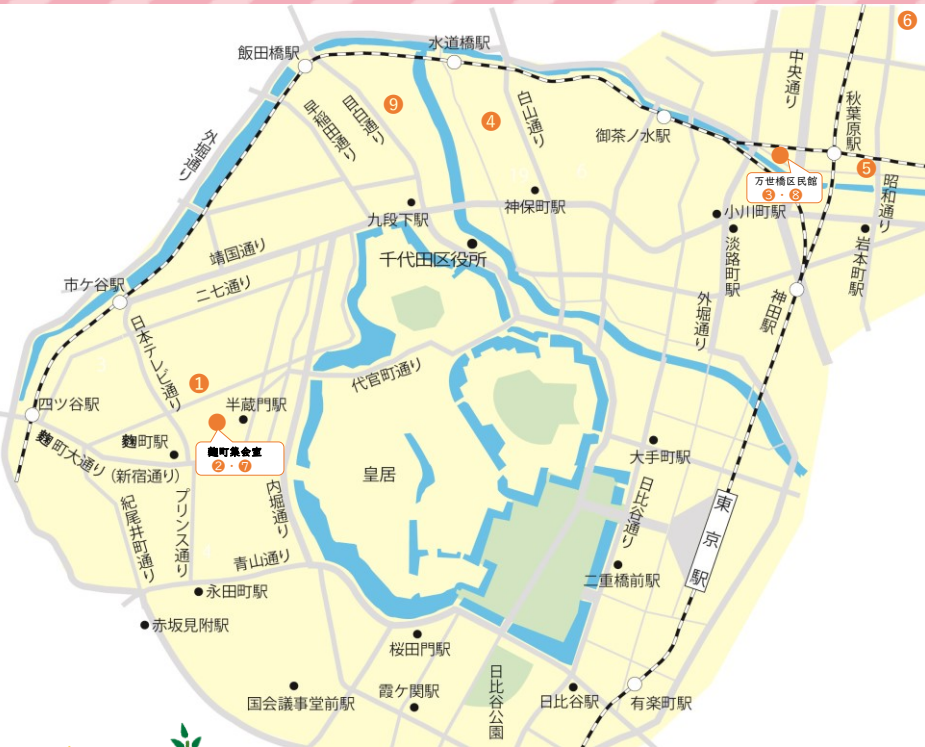 ⑥
水道橋駅
飯田橋駅
中央通り
目白通り
早稲田通り
⑨
④
白山通り
秋葉原駅
御茶ノ水駅
外堀通り
⑤
万世橋区民館
③・⑧
昭和通り
九段下駅
神保町駅
小川町駅
千代田区役所
淡路町駅
岩本町駅
靖国通り
市ケ谷駅
二七通り
神田駅
外堀通り
日本テレビ通り
代官町通り
①
四ツ谷駅
半蔵門駅
麴町大通り
(新宿通り)
麴町駅
麴町集会室
②・⑦
大手町駅
皇居
内堀通り
日比谷通り
東京駅
プリンス通り
紀尾井町通り
青山通り
二重橋前駅
永田町駅
赤坂見附駅
桜田門駅
日比谷公園
国会議事堂前駅
霞ケ関駅
日比谷駅
有楽町駅